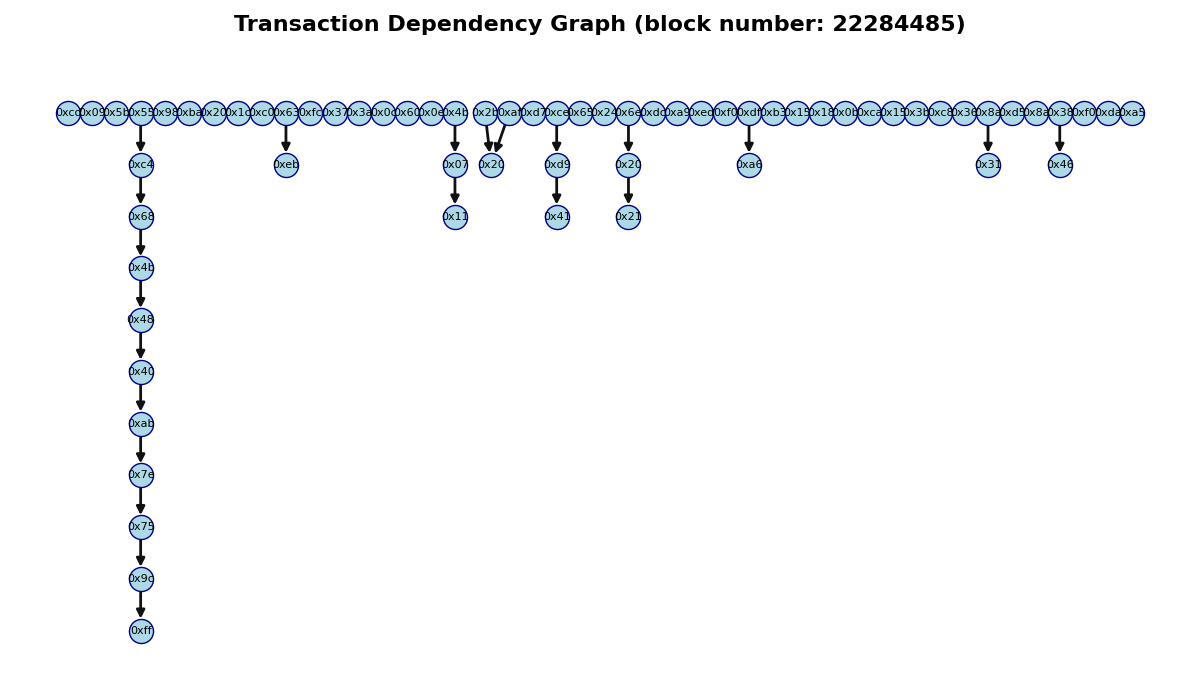 Transaction Dependency Graph (block number: 22284485)
0xcc 0x09 0x5b 0x55 0x98 0xba 0x20 0x1c 0xc0 0x63 0xfc 0x37 0x3a 0x0c 0x60 0x0e 0x4b 0x2b 0xaf 0xd7 0xce 0x65 0x24 0x6e 0xdc 0xa9 0xec 0xf0 0xdf 0xb3 0x15 0x18 0x0b 0xca 0x15 0x3b 0xc8 0x36 0x8a 0xd5 0x8a 0x38 0xf0 0xda 0xa5
0xc4 0xeb 0x07 0x20 0xd9 0x20 0xa6 0x31 0x46
0x68 0x11 0x41 0x21
0x4b
0x48
0x40
0xab
0x7e
0x75
0x9c
0xff